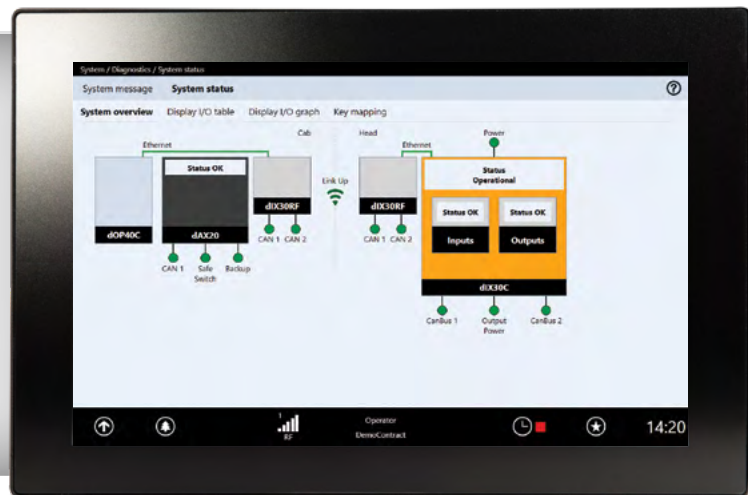 System / Diagnostics / System status
System message System status ?
System overview Display I/O table Display I/O graph Key mapping
Cab Head Power
Ethernet Ethernet
Status OK
Status
Operational
Link Up
Status OK Status OK
dIX30RF dIX30RF
dOP40C dAX20
CAN 1 CAN 2 CAN 1 CAN 2
Inputs Outputs
CAN 1 Safe
Switch Backup
dIX30C
CanBus 1 Output
Power CanBus 2
1
RF
Operator
DemoContract
14:20